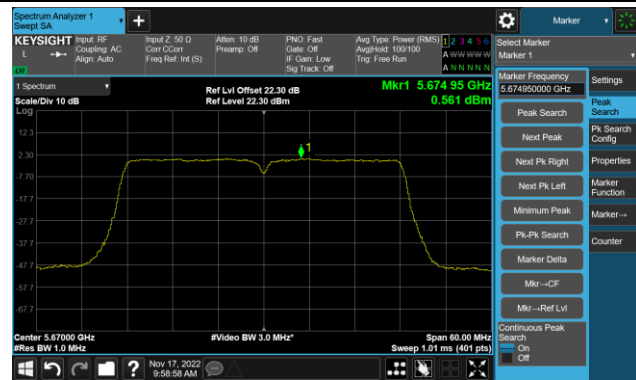 Spectrum Analyzer 1
Swept SA
Marker
KEYSIGHT
L
Input: RF
Coupling: AC
Align: Auto
Input Z: 50 Ω
Corr CCorr
Freq Ref: Int (S)
Atten: 10 dB
Preamp: Off
PNO: Fast
Gate: Off
IF Gain: Low
Sig Track: Off
Avg Type: Power (RMS)
Avg|Hold: 100/100
Trig: Free Run
1 2 3 4 5 6
A W W W W W
A N N N N N
Select Marker
Marker 1
1 Spectrum
Scale/Div 10 dB
Log
Ref Lvl Offset 22.30 dB
Ref Level 22.30 dBm
Mkr1 5.674 95 GHz
0.561 dBm
12.3
2.30
-7.70
-17.7
-27.7
-37.7
-47.7
-57.7
-67.7
1
Center 5.67000 GHz
#Res BW 1.0 MHz
#Video BW 3.0 MHz*
Span 60.00 MHz
Sweep 1.01 ms (401 pts)
Marker Frequency
5.674950000 GHz
Peak Search
Next Peak
Next Pk Right
Next Pk Left
Minimum Peak
Pk-Pk Search
Marker Delta
Mkr→CF
Mkr→Ref Lvl
Continuous Peak
Search
On
Off
Settings
Peak
Search
Pk Search
Config
Properties
Marker
Function
Marker→
Counter
?
Nov 17, 2022
9:58:58 AM